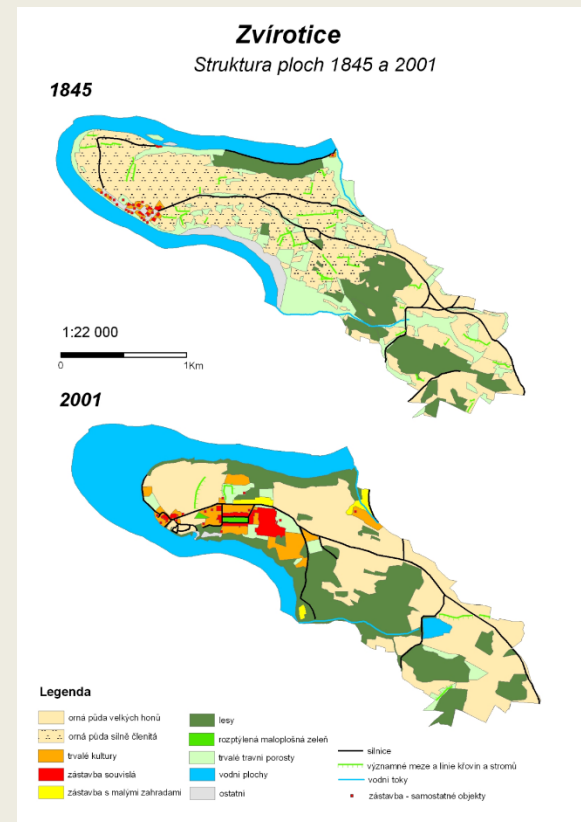 Zvírotice
Struktura ploch 1845 a 2001
1845
1:22 000
0 1Km
2001
Legenda
orná půda velkých honů
orná půda silně členitá
trvalé kultury
zástavba souvislá
zástavba s malými zahradami
lesy
rozptýlená maloplošná zeleň
trvalé travní porosty
vodní plochy
ostatní
silnice
významné meze a linie křovin a stromů
vodní toky
zástavba - samostatné objekty